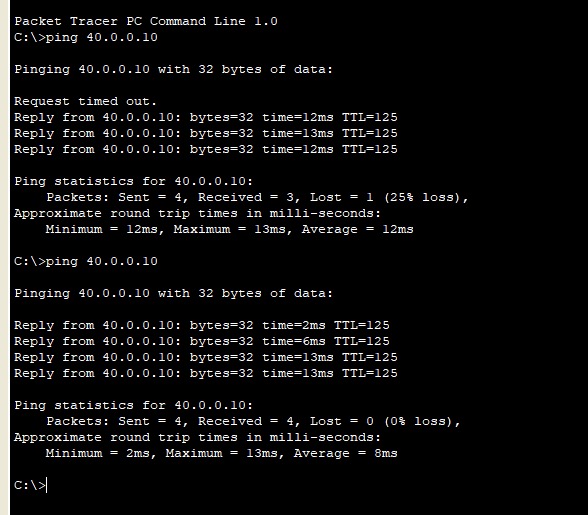 Packet Tracer PC Command Line 1.0
C:\>ping 40.0.0.10
Pinging 40.0.0.10 with 32 bytes of data:
Request timed out.
Reply from 40.0.0.10: bytes=32 time=12ms TTL=125
Reply from 40.0.0.10: bytes=32 time=13ms TTL=125
Reply from 40.0.0.10: bytes=32 time=12ms TTL=125
Ping statistics for 40.0.0.10:
    Packets: Sent = 4, Received = 3, Lost = 1 (25% loss),
Approximate round trip times in milli-seconds:
    Minimum = 12ms, Maximum = 13ms, Average = 12ms
C:\>ping 40.0.0.10
Pinging 40.0.0.10 with 32 bytes of data:
Reply from 40.0.0.10: bytes=32 time=2ms TTL=125
Reply from 40.0.0.10: bytes=32 time=6ms TTL=125
Reply from 40.0.0.10: bytes=32 time=13ms TTL=125
Reply from 40.0.0.10: bytes=32 time=13ms TTL=125
Ping statistics for 40.0.0.10:
    Packets: Sent = 4, Received = 4, Lost = 0 (0% loss),
Approximate round trip times in milli-seconds:
    Minimum = 2ms, Maximum = 13ms, Average = 8ms
C:\>